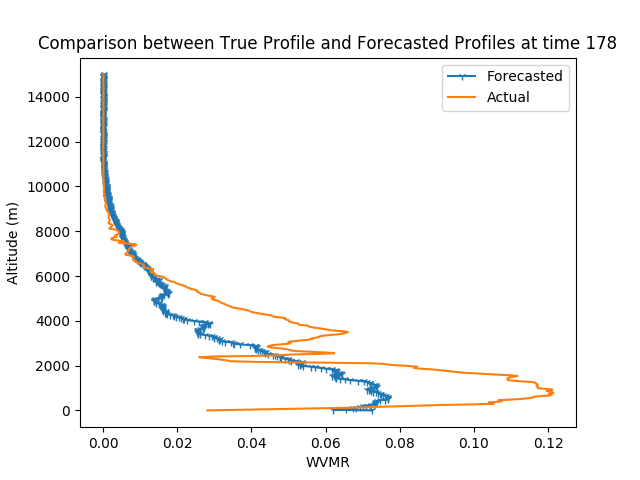 Comparison between True Profile and Forecasted Profiles at time 178
Forecasted
Actual
14000
12000
10000
8000
6000
4000
2000
0
Altitude (m)
0.00 0.02 0.04 0.06 0.08 0.10 0.12
WVMR